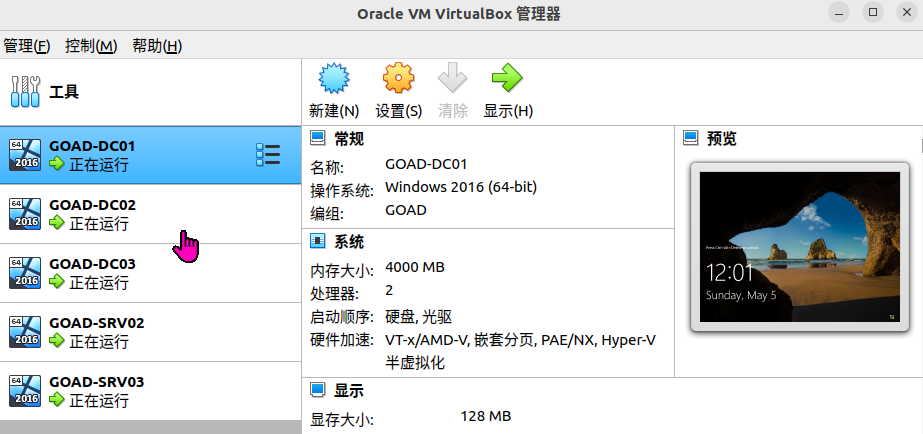 Oracle VM VirtualBox 管理器
管理(F) 控制(M) 帮助(H)
工具
新建(N) 设置(S) 清除 显示(H)
64
2016
GOAD-DC01
正在运行
64
2016
GOAD-DC02
正在运行
64
2016
GOAD-DC03
正在运行
64
2016
GOAD-SRV02
正在运行
64
2016
GOAD-SRV03
正在运行
常规
名称: GOAD-DC01
操作系统: Windows 2016 (64-bit)
编组: GOAD
系统
内存大小: 4000 MB
处理器: 2
启动顺序: 硬盘, 光驱
硬件加速: VT-x/AMD-V, 嵌套分页, PAE/NX, Hyper-V
半虚拟化
显示
显存大小: 128 MB
预览
Press Ctrl+Alt+Delete to unlock.
12:01
Sunday, May 5